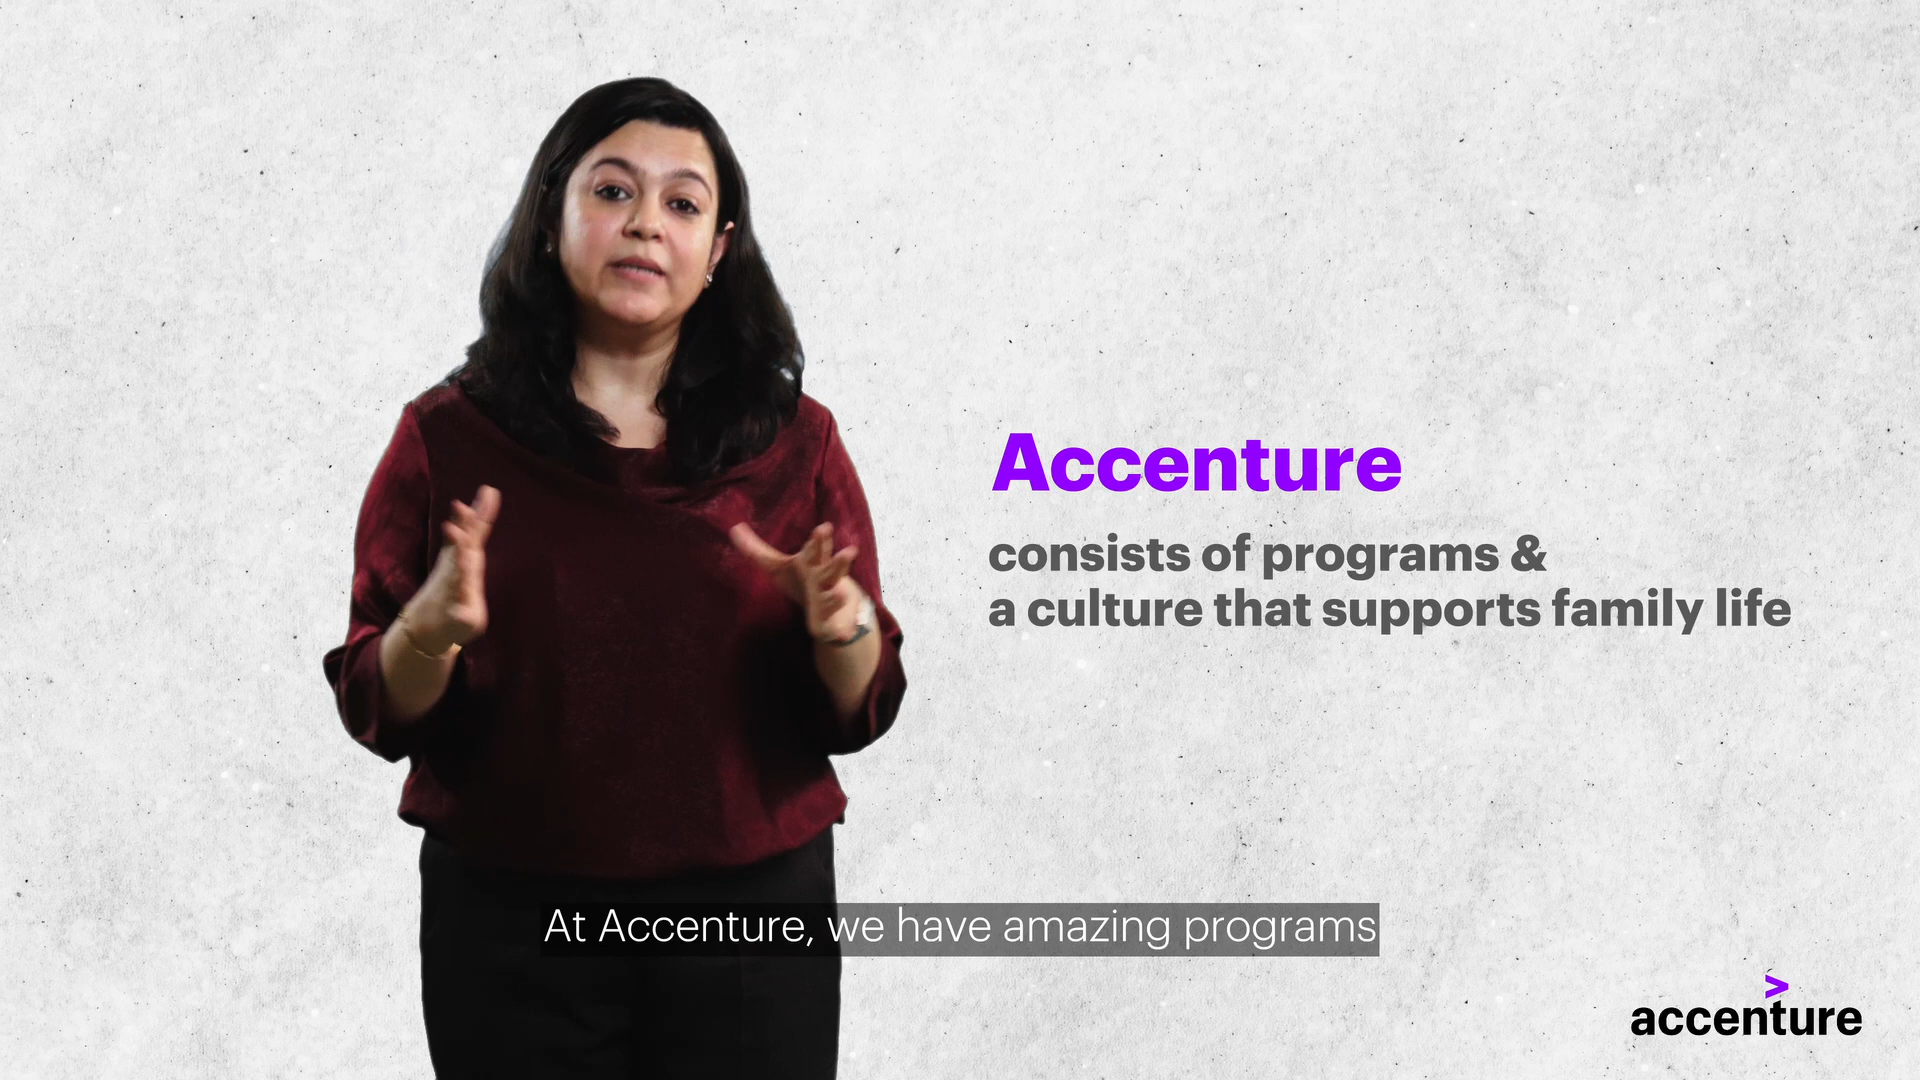 Accenture
consists of programs &
a culture that supports family life
At Accenture, we have amazing programs
>
accenture